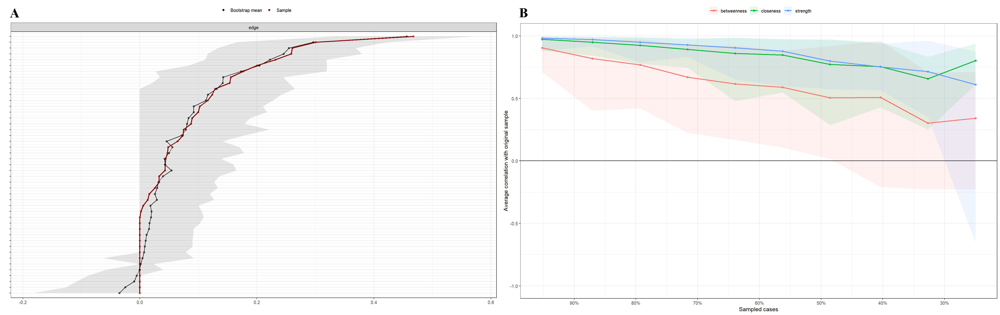 A
Bootstrap mean Sample
edge
-0.2 0.0 0.2 0.4 0.6
B
betweenness closeness strength
1.0
0.5
0.0
-0.5
-1.0
Average correlation with original sample
90% 80% 70% 60% 50% 40% 30%
Sampled cases